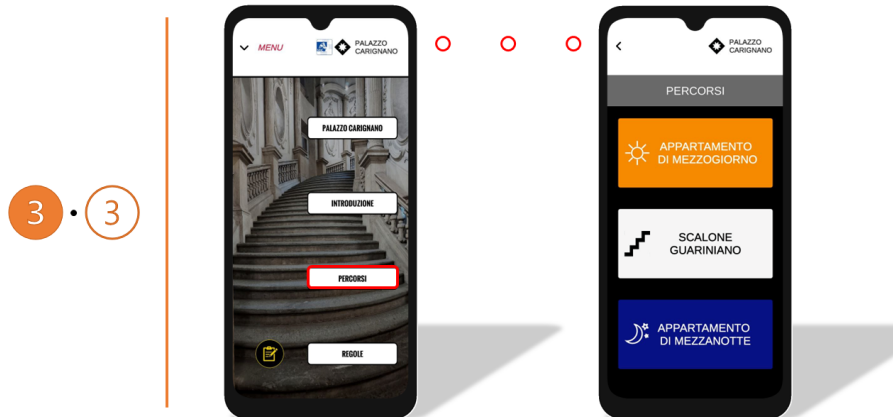 3 · 3
MENU
PALAZZO
CARIGNANO
PALAZZO CARIGNANO
INTRODUZIONE
PERCORSI
REGOLE
PALAZZO
CARIGNANO
PERCORSI
APPARTAMENTO
DI MEZZOGIORNO
SCALONE
GUARINIANO
APPARTAMENTO
DI MEZZANOTTE